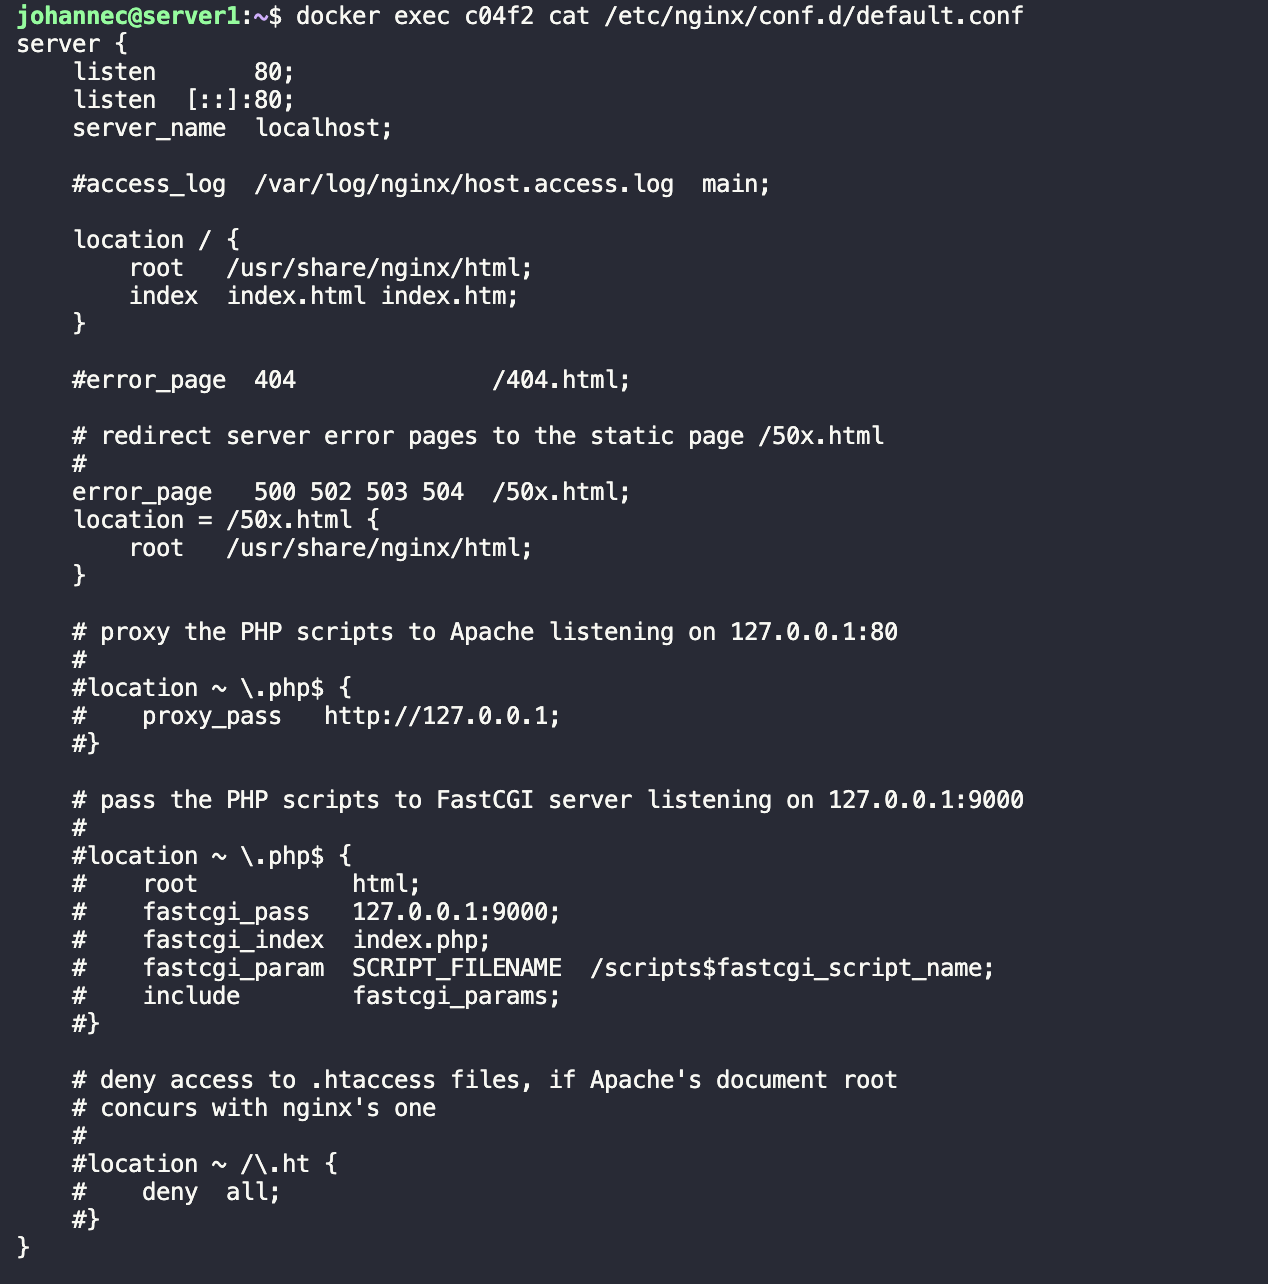 johannec@server1:~$ docker exec c04f2 cat /etc/nginx/conf.d/default.conf
server {
    listen       80;
    listen  [::]:80;
    server_name  localhost;

    #access_log  /var/log/nginx/host.access.log  main;

    location / {
        root   /usr/share/nginx/html;
        index  index.html index.htm;
    }

    #error_page  404              /404.html;

    # redirect server error pages to the static page /50x.html
    #
    error_page   500 502 503 504  /50x.html;
    location = /50x.html {
        root   /usr/share/nginx/html;
    }

    # proxy the PHP scripts to Apache listening on 127.0.0.1:80
    #
    #location ~ \.php$ {
    #    proxy_pass   http://127.0.0.1;
    #}

    # pass the PHP scripts to FastCGI server listening on 127.0.0.1:9000
    #
    #location ~ \.php$ {
    #    root           html;
    #    fastcgi_pass   127.0.0.1:9000;
    #    fastcgi_index  index.php;
    #    fastcgi_param  SCRIPT_FILENAME  /scripts$fastcgi_script_name;
    #    include        fastcgi_params;
    #}

    # deny access to .htaccess files, if Apache's document root
    # concurs with nginx's one
    #
    #location ~ /\.ht {
    #    deny  all;
    #}
}